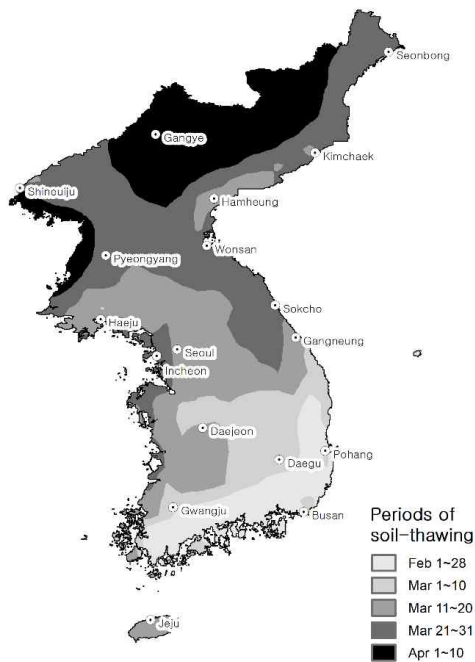 Seonbong
Gangye
Kimchaek
Shineuiju
Hamheung
Wonsan
Pyeongyang
Sokcho
Haeju
Gangneung
Seoul
Incheon
Daejeon
Pohang
Daegu
Gwangju
Busan
Jeju
Periods of
soil-thawing
Feb 1~28
Mar 1~10
Mar 11~20
Mar 21~31
Apr 1~10